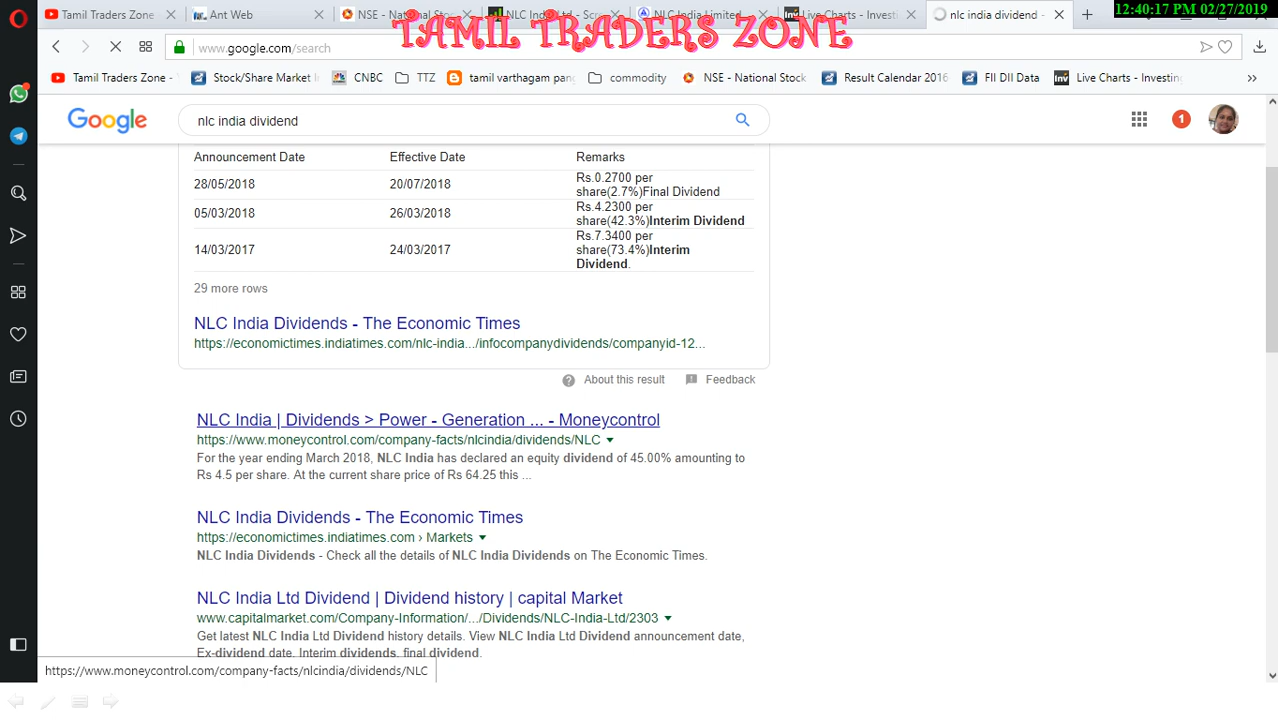 12:40:17 PM 02/27/2019
TAMIL TRADERS ZONE
Tamil Traders Zone
Ant Web
NSE - National Sto
NLC India Ltd - Scr
NLC India Limited
Live Charts - Investi
nlc india dividend -
www.google.com/search
Tamil Traders Zone -
Stock/Share Market I
CNBC
TTZ
tamil varthagam pan
commodity
NSE - National Stock
Result Calendar 2016
FII DII Data
Live Charts - Investin
Google
nlc india dividend
1
Announcement Date Effective Date Remarks
28/05/2018 20/07/2018 Rs.0.2700 per
share(2.7%)Final Dividend
05/03/2018 26/03/2018 Rs.4.2300 per
share(42.3%)Interim Dividend
14/03/2017 24/03/2017 Rs.7.3400 per
share(73.4%)Interim
Dividend.
29 more rows
NLC India Dividends - The Economic Times
https://economictimes.indiatimes.com/nlc-india.../infocompanydividends/companyid-12...
About this result Feedback
NLC India | Dividends > Power - Generation ... - Moneycontrol
https://www.moneycontrol.com/company-facts/nlcindia/dividends/NLC
For the year ending March 2018, NLC India has declared an equity dividend of 45.00% amounting to
Rs 4.5 per share. At the current share price of Rs 64.25 this ...
NLC India Dividends - The Economic Times
https://economictimes.indiatimes.com › Markets
NLC India Dividends - Check all the details of NLC India Dividends on The Economic Times.
NLC India Ltd Dividend | Dividend history | capital Market
www.capitalmarket.com/Company-Information/.../Dividends/NLC-India-Ltd/2303
Get latest NLC India Ltd Dividend history details. View NLC India Ltd Dividend announcement date,
Ex-dividend date, Interim dividends, final dividend.
https://www.moneycontrol.com/company-facts/nlcindia/dividends/NLC